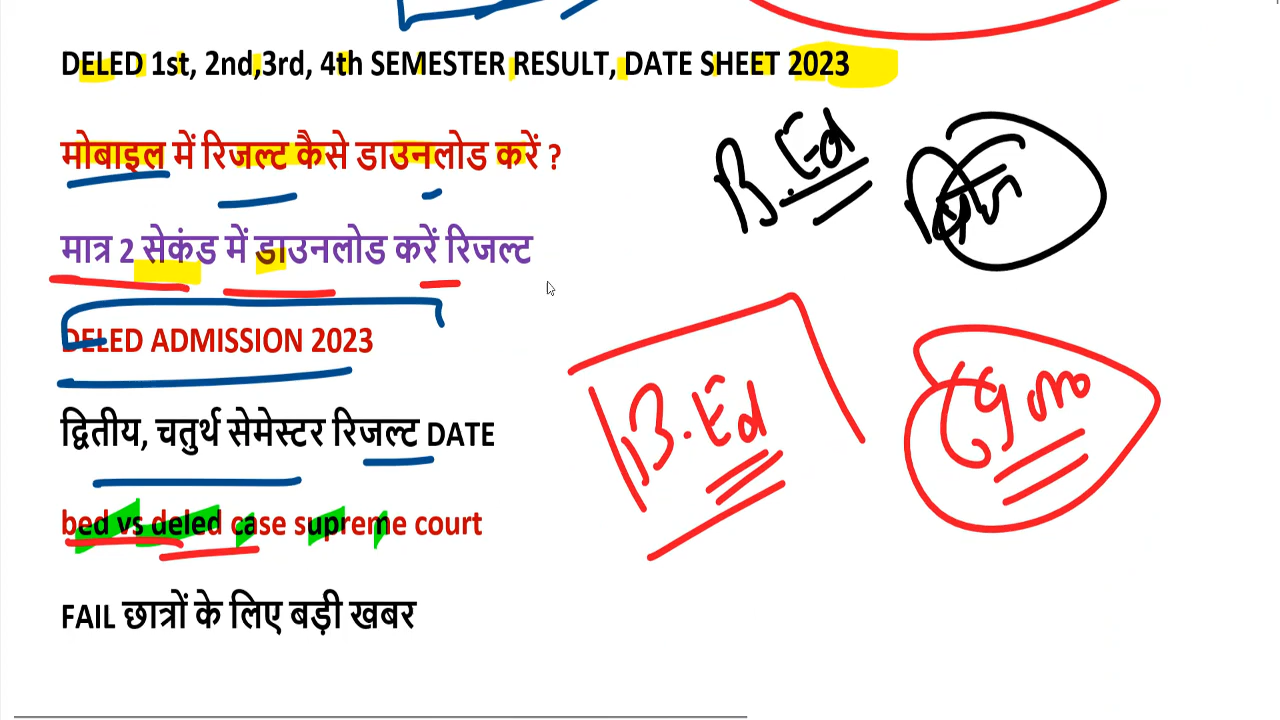 DELED 1st, 2nd,3rd, 4th SEMESTER RESULT, DATE SHEET 2023
मोबाइल में रिजल्ट कैसे डाउनलोड करें ?
मात्र 2 सेकंड में डाउनलोड करें रिजल्ट
DELED ADMISSION 2023
द्वितीय, चतुर्थ सेमेस्टर रिजल्ट DATE
bed vs deled case supreme court
FAIL छात्रों के लिए बड़ी खबर
B.Ed
B.Ed